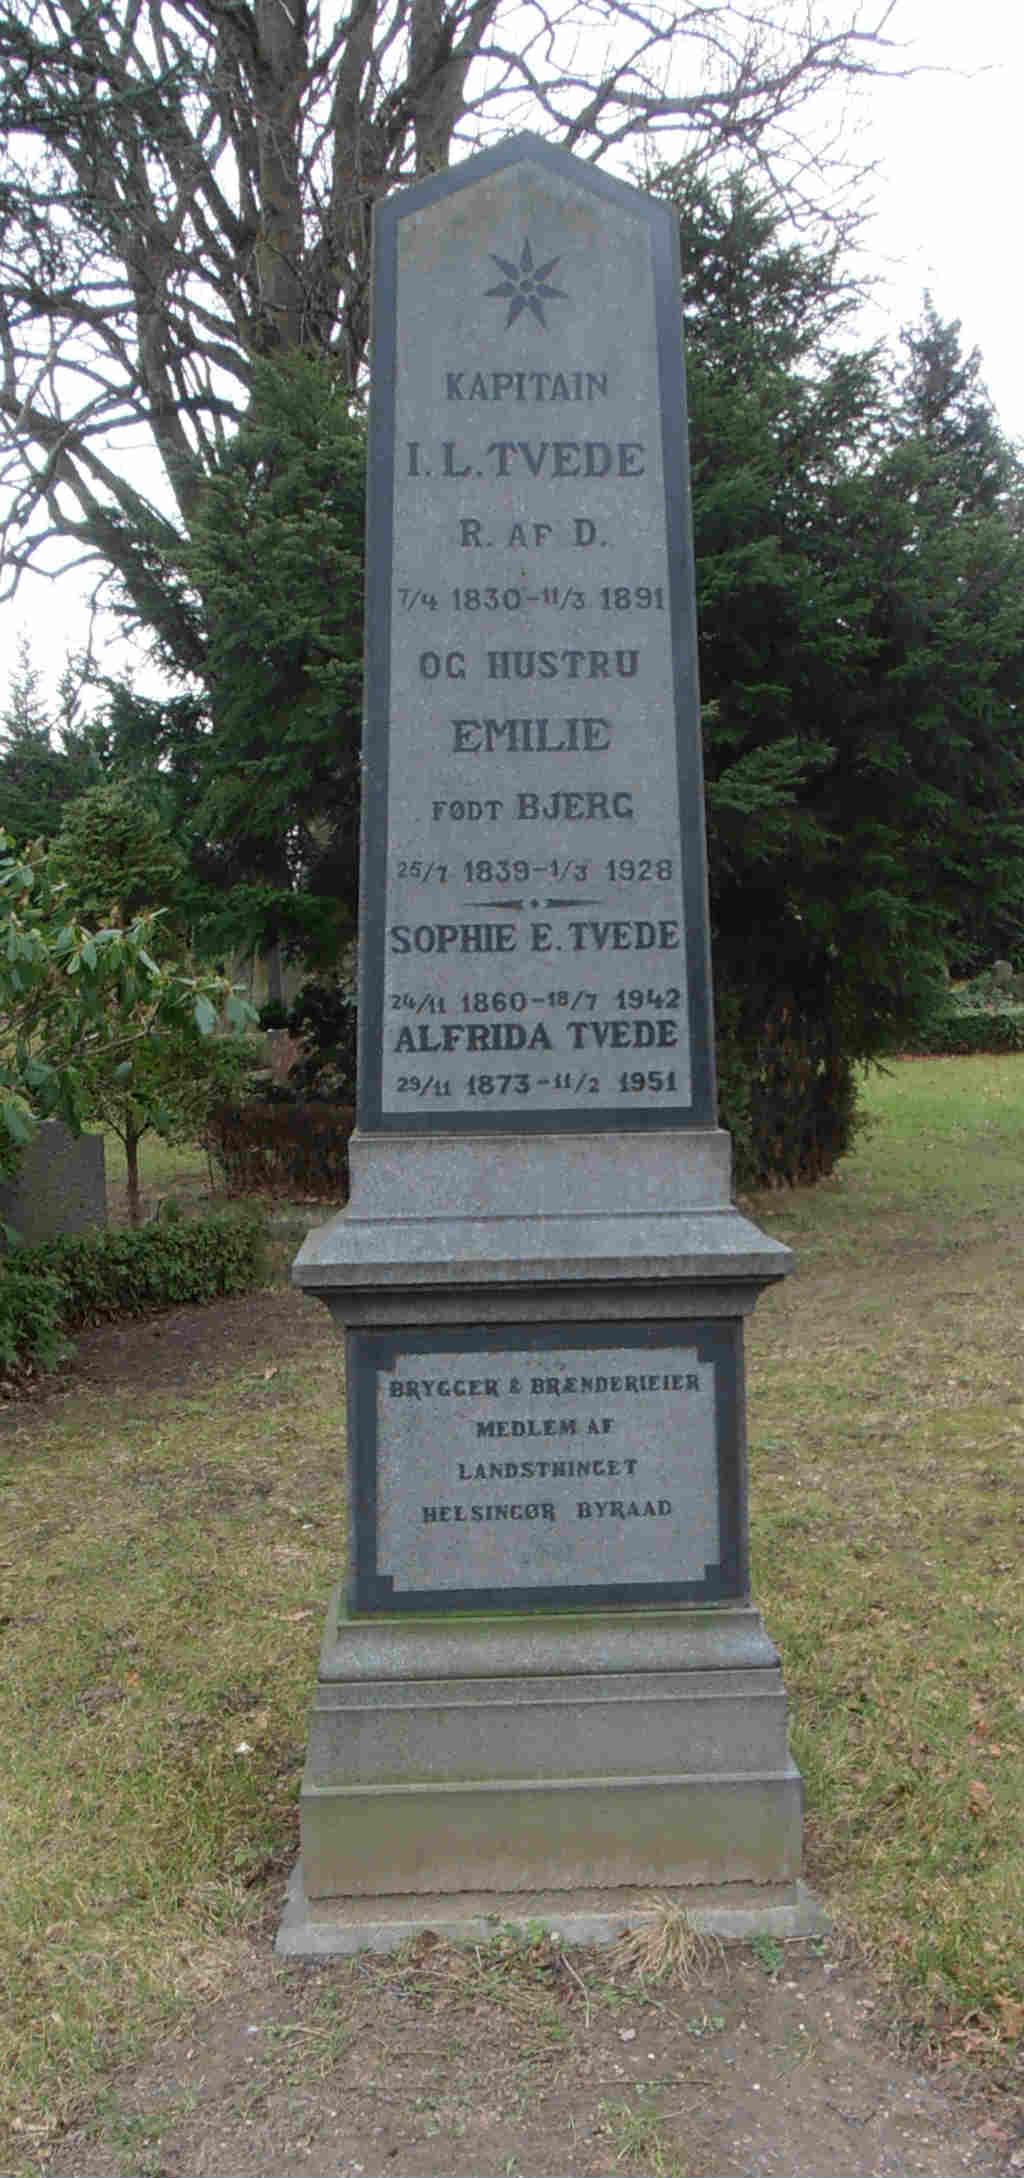 KAPITAIN
I. L. TVEDE
R. AF D.
7/4 1830-11/3 1891
OG HUSTRU
EMILIE
FØDT BJERG
25/7 1839-1/3 1928
SOPHIE E. TVEDE
24/11 1860-18/7 1942
ALFRIDA TVEDE
29/11 1873-11/2 1951
BRYGGER & BRÆNDERIEIER
MEDLEM AF
LANDSTHINGET
HELSINGØR BYRAAD